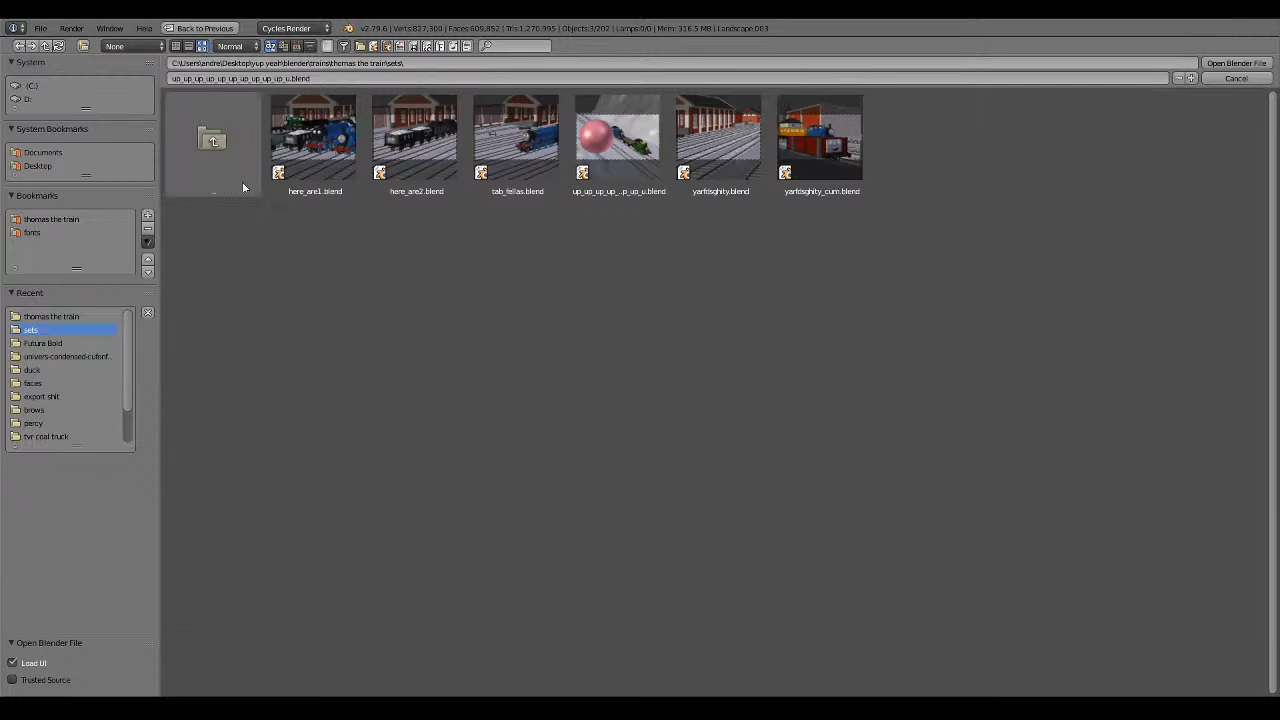 File Render Window Help Back to Previous Cycles Render v2.79.6 | Verts:827,300 | Faces:609,852 | Tris:1,270,995 | Objects:3/202 | Lamps:0/0 | Mem: 316.5 MB | Landscape.003
None Normal
System
C:\Users\andre\Desktop\yup yeah\blender\trains\thomas the train\sets\ Open Blender File
up_up_up_up_up_up_up_up_up_up_u.blend Cancel
(C:)
D:
System Bookmarks
Documents
Desktop
..
here_are1.blend here_are2.blend tab_fellas.blend up_up_up_up_..p_up_u.blend yarfdsghity.blend yarfdsghity_cum.blend
Bookmarks
thomas the train
fonts
Recent
thomas the train
sets
Futura Bold
univers-condensed-cufonf..
duck
faces
export shit
brows
percy
tvr coal truck
Open Blender File
Load UI
Trusted Source